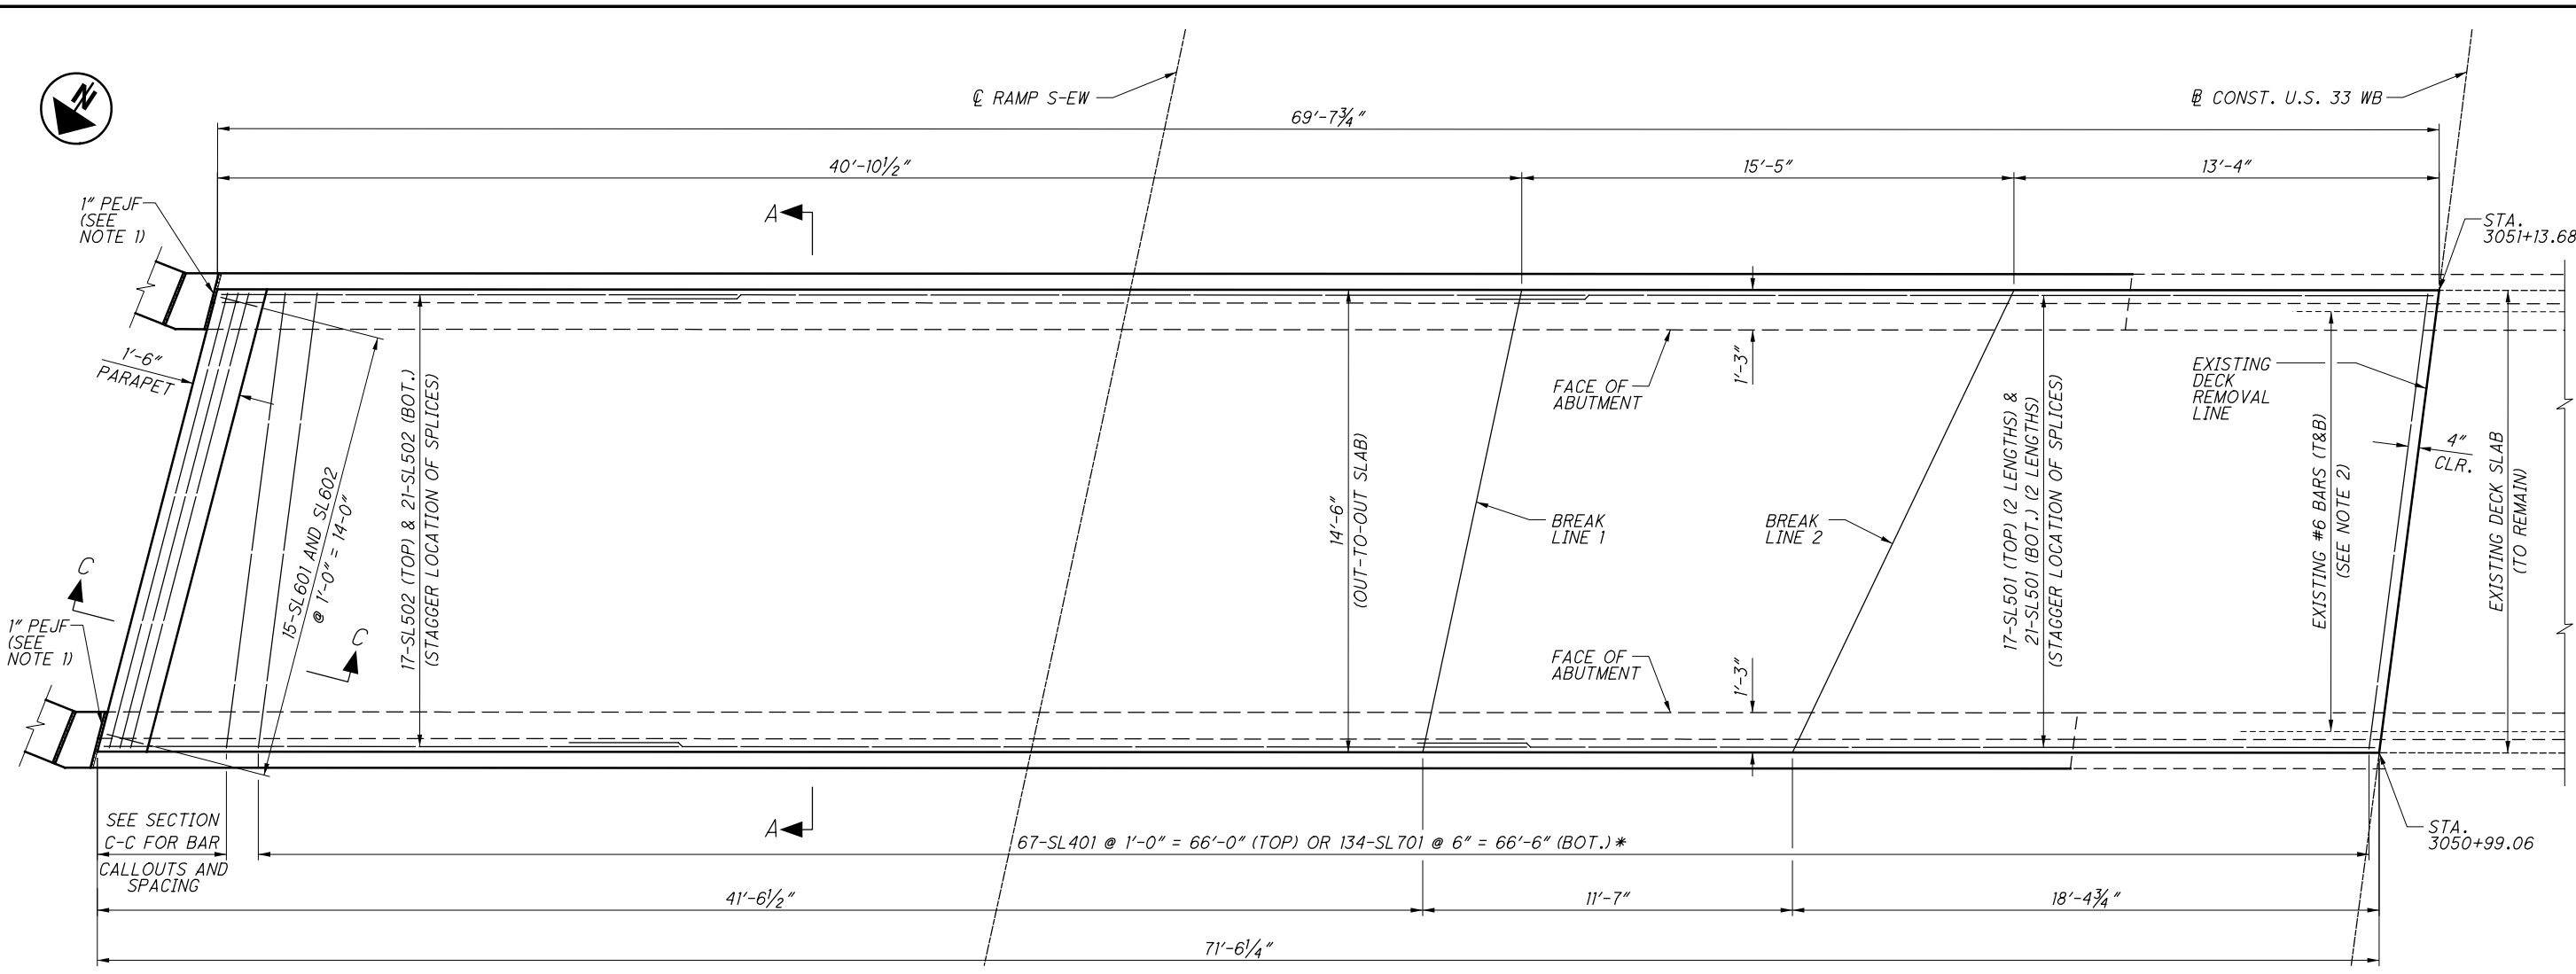 N
℄ RAMP S-EW
B CONST. U.S. 33 WB
69'-7¾"
40'-10½"
15'-5"
13'-4"
1" PEJF
(SEE
NOTE 1)
A
STA.
3051+13.68
1'-6"
PARAPET
15-SL601 AND SL602
@ 1'-0" = 14'-0"
17-SL502 (TOP) & 21-SL502 (BOT.)
(STAGGER LOCATION OF SPLICES)
FACE OF
ABUTMENT
1'-3"
14'-6"
(OUT-TO-OUT SLAB)
BREAK
LINE 1
BREAK
LINE 2
17-SL501 (TOP) (2 LENGTHS) &
21-SL501 (BOT.) (2 LENGTHS)
(STAGGER LOCATION OF SPLICES)
EXISTING
DECK
REMOVAL
LINE
EXISTING #6 BARS (T&B)
(SEE NOTE 2)
4"
CLR.
EXISTING DECK SLAB
(TO REMAIN)
C
C
1" PEJF
(SEE
NOTE 1)
FACE OF
ABUTMENT
1'-3"
SEE SECTION
C-C FOR BAR
CALLOUTS AND
SPACING
A
67-SL401 @ 1'-0" = 66'-0" (TOP) OR 134-SL701 @ 6" = 66'-6" (BOT.) *
STA.
3050+99.06
41'-6½"
11'-7"
18'-4¾"
71'-6¼"